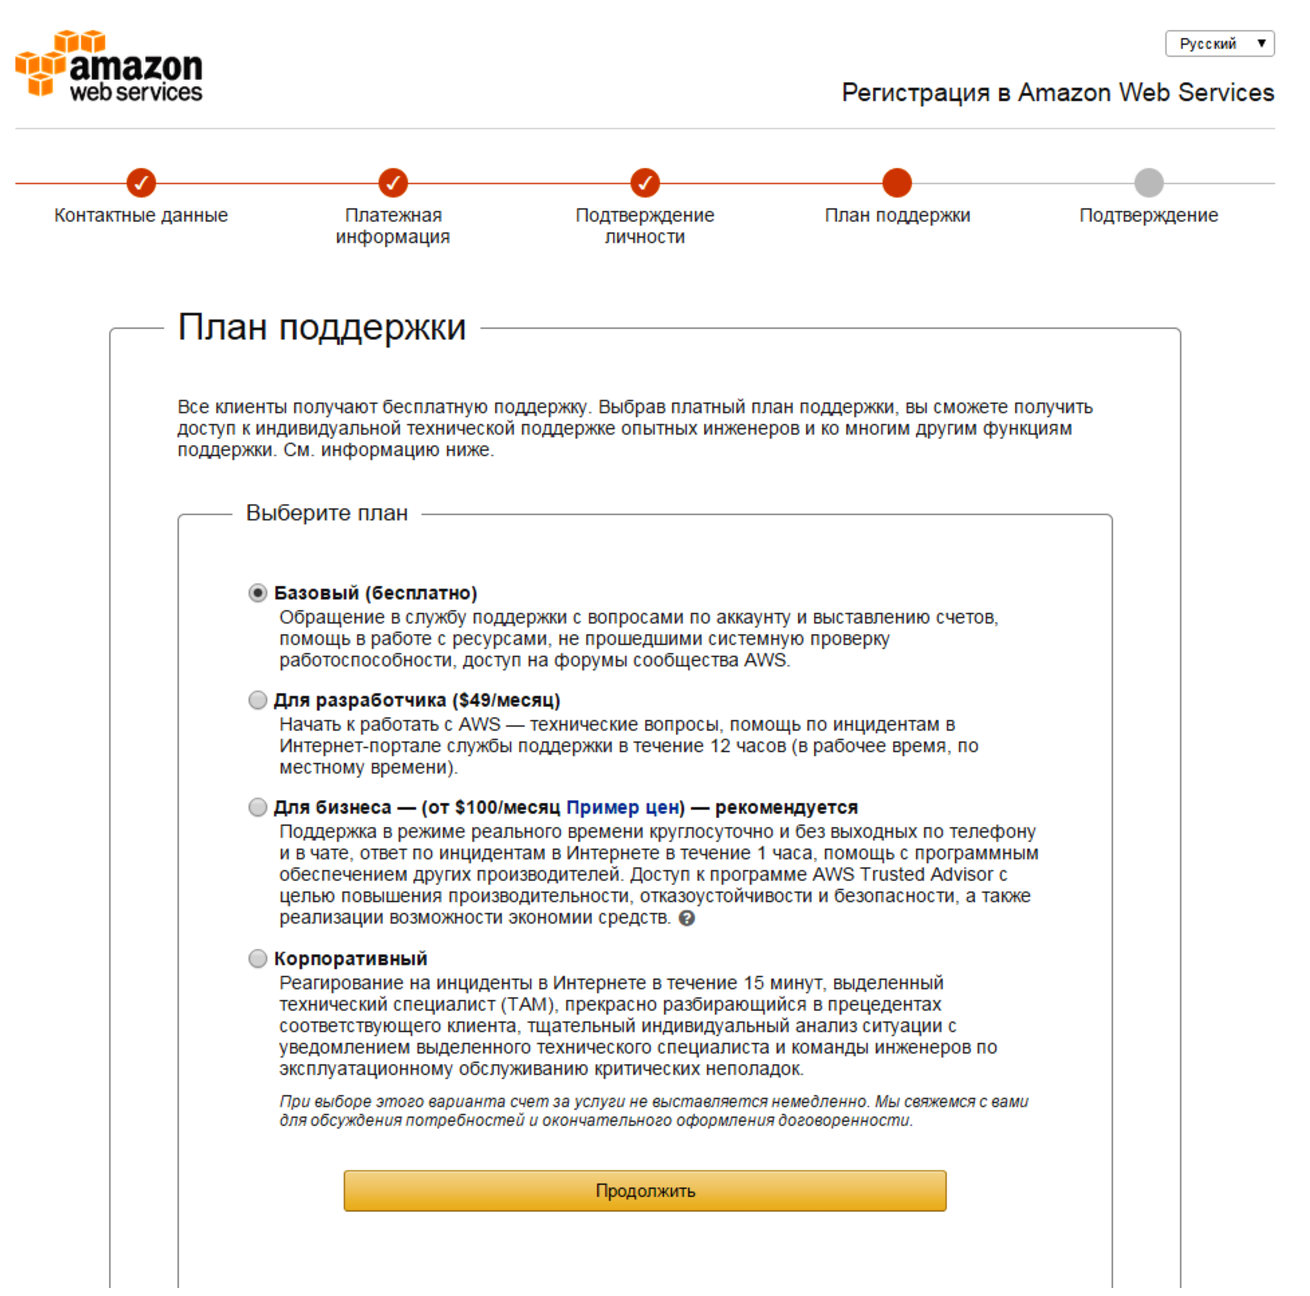 amazon
web services
Русский
Регистрация в Amazon Web Services
Контактные данные
Платежная
информация
Подтверждение
личности
План поддержки
Подтверждение
План поддержки
Все клиенты получают бесплатную поддержку. Выбрав платный план поддержки, вы сможете получить
доступ к индивидуальной технической поддержке опытных инженеров и ко многим другим функциям
поддержки. См. информацию ниже.
Выберите план
Базовый (бесплатно)
Обращение в службу поддержки с вопросами по аккаунту и выставлению счетов,
помощь в работе с ресурсами, не прошедшими системную проверку
работоспособности, доступ на форумы сообщества AWS.
Для разработчика ($49/месяц)
Начать к работать с AWS — технические вопросы, помощь по инцидентам в
Интернет-портале службы поддержки в течение 12 часов (в рабочее время, по
местному времени).
Для бизнеса — (от $100/месяц Пример цен) — рекомендуется
Поддержка в режиме реального времени круглосуточно и без выходных по телефону
и в чате, ответ по инцидентам в Интернете в течение 1 часа, помощь с программным
обеспечением других производителей. Доступ к программе AWS Trusted Advisor с
целью повышения производительности, отказоустойчивости и безопасности, а также
реализации возможности экономии средств. ?
Корпоративный
Реагирование на инциденты в Интернете в течение 15 минут, выделенный
технический специалист (TAM), прекрасно разбирающийся в прецедентах
соответствующего клиента, тщательный индивидуальный анализ ситуации с
уведомлением выделенного технического специалиста и команды инженеров по
эксплуатационному обслуживанию критических неполадок.
При выборе этого варианта счет за услуги не выставляется немедленно. Мы свяжемся с вами
для обсуждения потребностей и окончательного оформления договоренности.
Продолжить